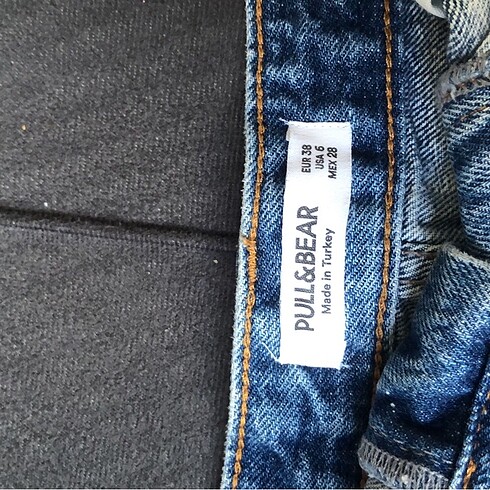 PULL&BEAR
Made in Turkey
EUR 38
USA 6
MEX 28